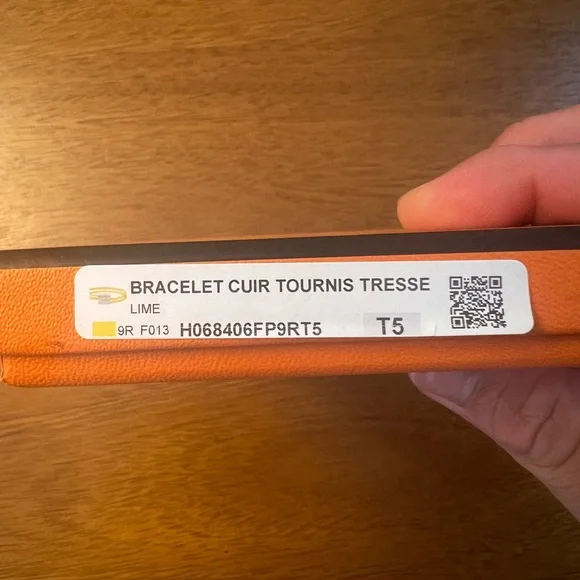 BRACELET CUIR TOURNIS TRESSE
LIME
9R F013 H068406FP9RT5 T5